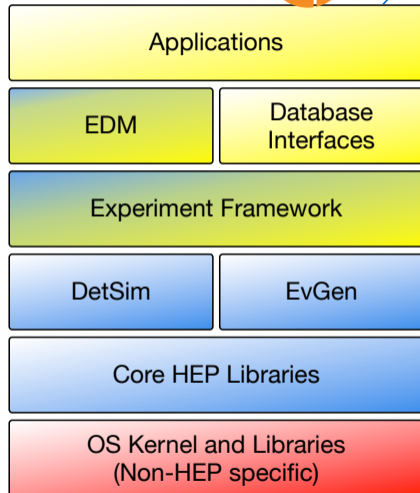 Applications
EDM
Database
Interfaces
Experiment Framework
DetSim
EvGen
Core HEP Libraries
OS Kernel and Libraries
(Non-HEP specific)